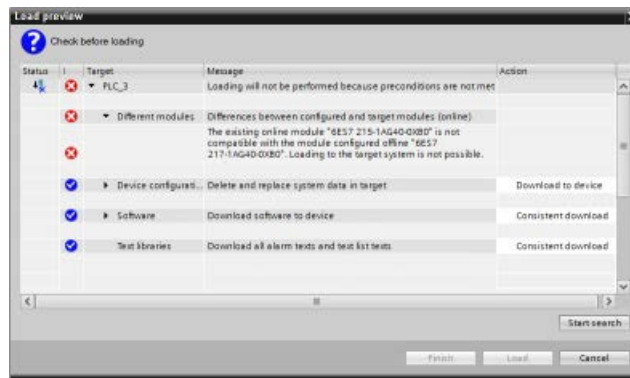 Load preview
Check before loading
Status ! Target Message Action
PLC_3 Loading will not be performed because preconditions are not met
Different modules Differences between configured and target modules (online)
The existing online module "6ES7 215-1AG40-0XB0" is not
compatible with the module configured offline "6ES7
217-1AG40-0XB0". Loading to the target system is not possible.
Device configurati... Delete and replace system data in target Download to device
Software Download software to device Consistent download
Text libraries Download all alarm texts and text list texts Consistent download
Start search
Finish Load Cancel